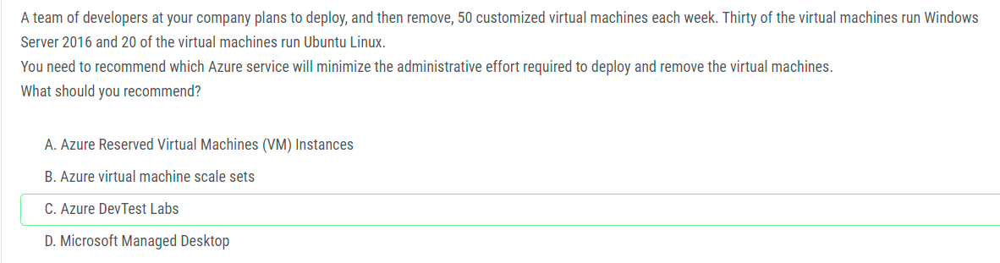 A team of developers at your company plans to deploy, and then remove, 50 customized virtual machines each week. Thirty of the virtual machines run Windows
Server 2016 and 20 of the virtual machines run Ubuntu Linux.
You need to recommend which Azure service will minimize the administrative effort required to deploy and remove the virtual machines.
What should you recommend?
A. Azure Reserved Virtual Machines (VM) Instances
B. Azure virtual machine scale sets
C. Azure DevTest Labs
D. Microsoft Managed Desktop